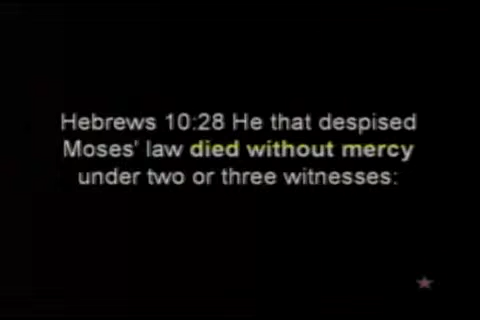 Hebrews 10:28 He that despised
Moses' law died without mercy
under two or three witnesses: